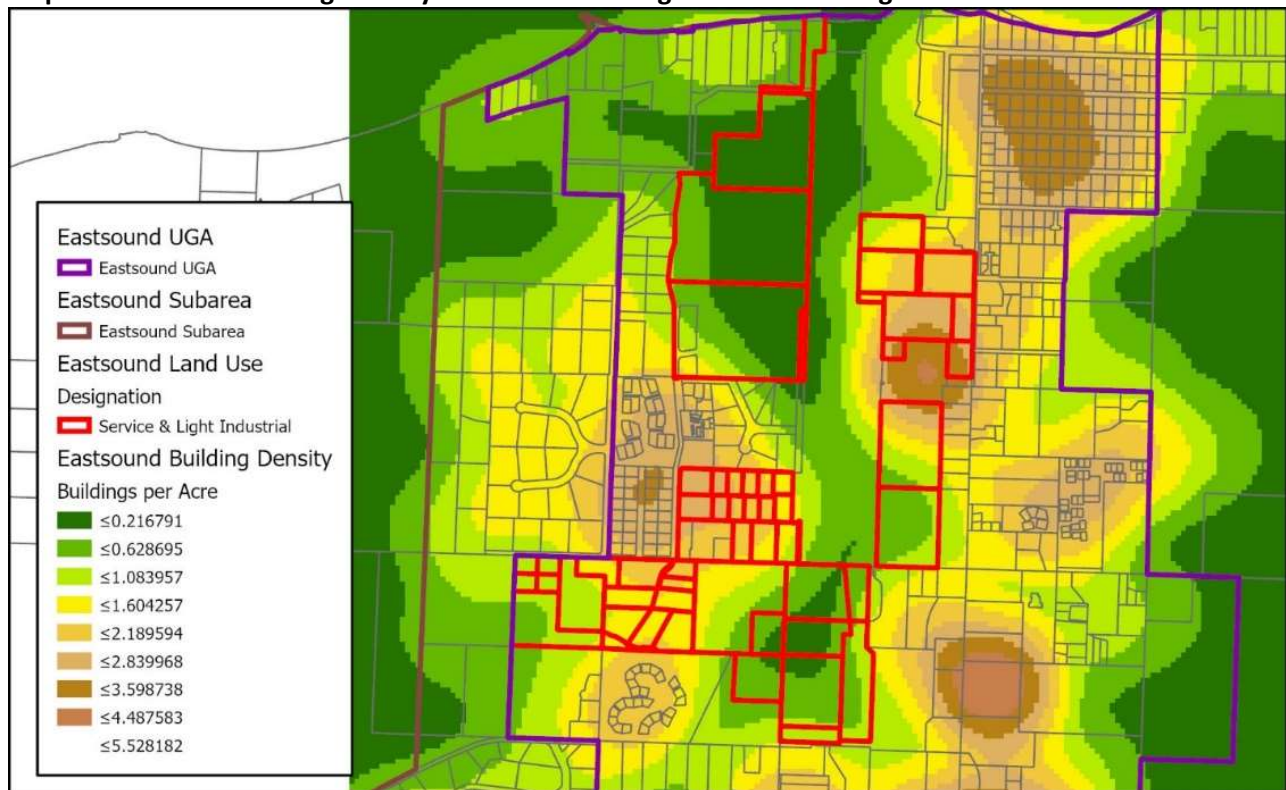 Eastsound UGA
Eastsound UGA
Eastsound Subarea
Eastsound Subarea
Eastsound Land Use
Designation
Service & Light Industrial
Eastsound Building Density
Buildings per Acre
≤0.216791
≤0.628695
≤1.083957
≤1.604257
≤2.189594
≤2.839968
≤3.598738
≤4.487583
≤5.528182